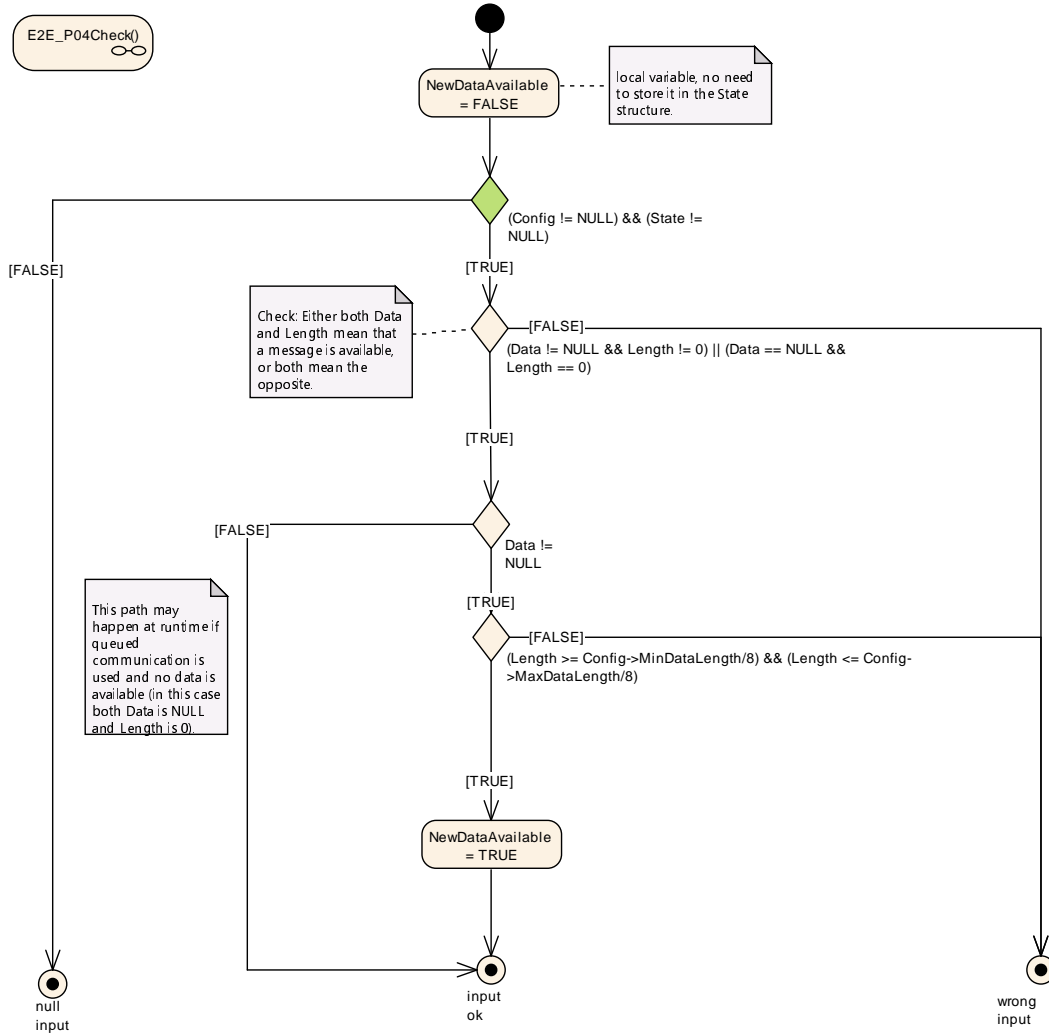 E2E_P04Check()
NewDataAvailable
= FALSE
local variable, no need
to store it in the State
structure.
(Config != NULL) && (State !=
NULL)
[FALSE]
[TRUE]
Check: Either both Data
and Length mean that
a message is available,
or both mean the
opposite.
[FALSE]
(Data != NULL && Length != 0) || (Data == NULL &&
Length == 0)
[TRUE]
[FALSE]
Data !=
NULL
This path may
happen at runtime if
queued
communication is
used and no data is
available (in this case
both Data is NULL
and Length is 0).
[TRUE]
[FALSE]
(Length >= Config->MinDataLength/8) && (Length <= Config-
>MaxDataLength/8)
[TRUE]
NewDataAvailable
= TRUE
null
input
input
ok
wrong
input